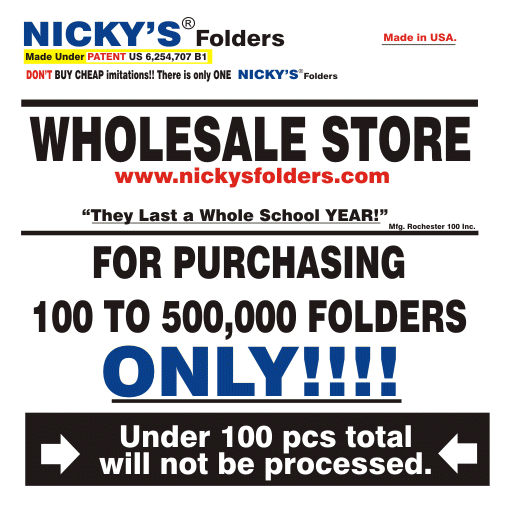 NICKY'S® Folders
Made in USA.
Made Under PATENT US 6,254,707 B1
DON'T BUY CHEAP imitations!! There is only ONE NICKY'S® Folders
WHOLESALE STORE
www.nickysfolders.com
“They Last a Whole School YEAR!”
Mfg. Rochester 100 Inc.
FOR PURCHASING
100 TO 500,000 FOLDERS
ONLY!!!!
Under 100 pcs total
will not be processed.